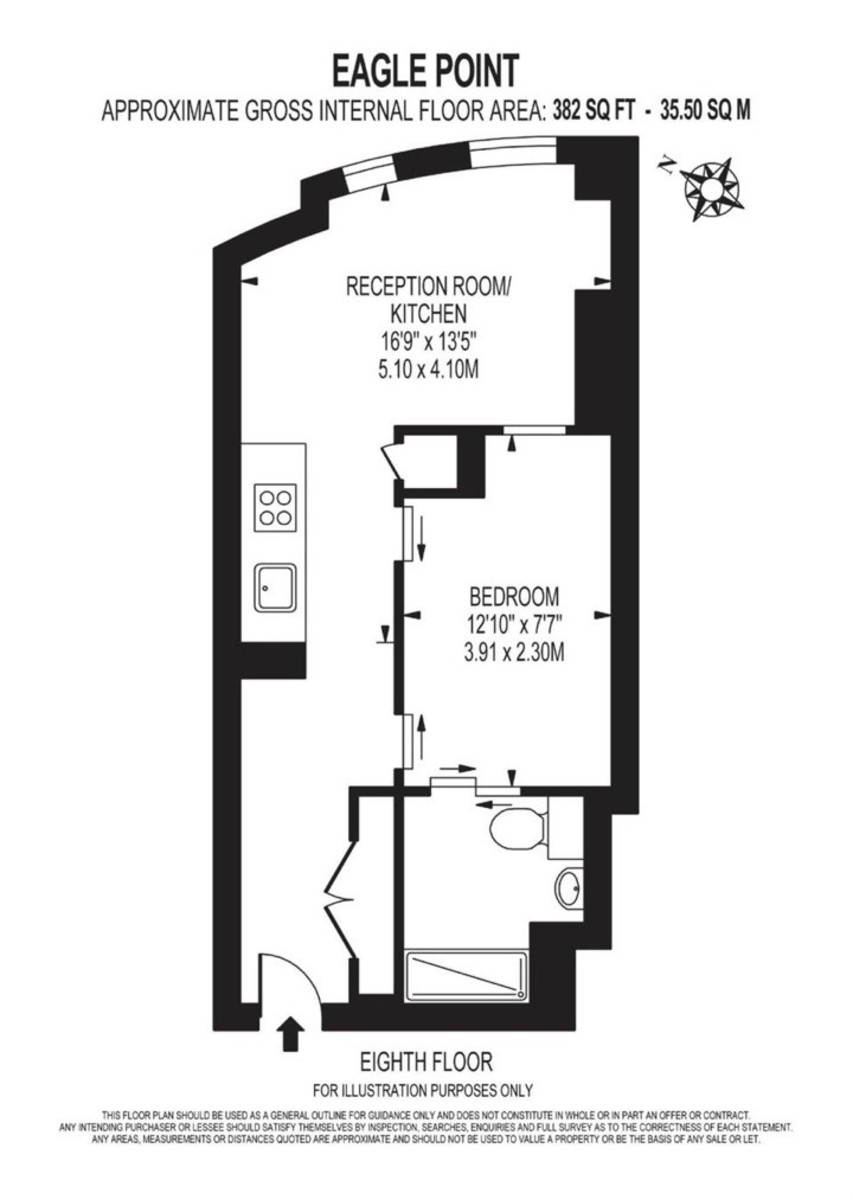 EAGLE POINT
APPROXIMATE GROSS INTERNAL FLOOR AREA: 382 SQ FT - 35.50 SQ M
N
RECEPTION ROOM/
KITCHEN
16'9" x 13'5"
5.10 x 4.10M
BEDROOM
12'10" x 7'7"
3.91 x 2.30M
EIGHTH FLOOR
FOR ILLUSTRATION PURPOSES ONLY
THIS FLOOR PLAN SHOULD BE USED AS A GENERAL OUTLINE FOR GUIDANCE ONLY AND DOES NOT CONSTITUTE IN WHOLE OR IN PART AN OFFER OR CONTRACT.
ANY INTENDING PURCHASER OR LESSEE SHOULD SATISFY THEMSELVES BY INSPECTION, SEARCHES, ENQUIRIES AND FULL SURVEY AS TO THE CORRECTNESS OF EACH STATEMENT.
ANY AREAS, MEASUREMENTS OR DISTANCES QUOTED ARE APPROXIMATE AND SHOULD NOT BE USED TO VALUE A PROPERTY OR BE THE BASIS OF ANY SALE OR LET.